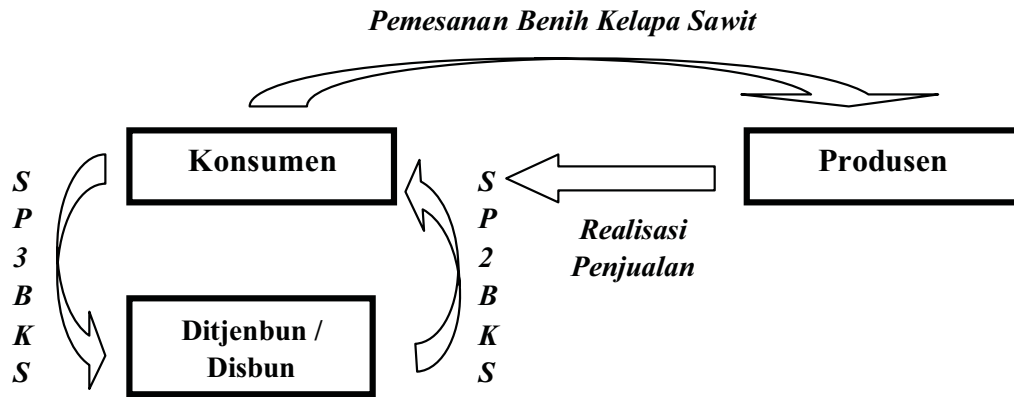 Pemesanan Benih Kelapa Sawit
Konsumen
Produsen
S
P
3
B
K
S
S
P
2
B
K
S
Realisasi
Penjualan
Ditjenbun /
Disbun